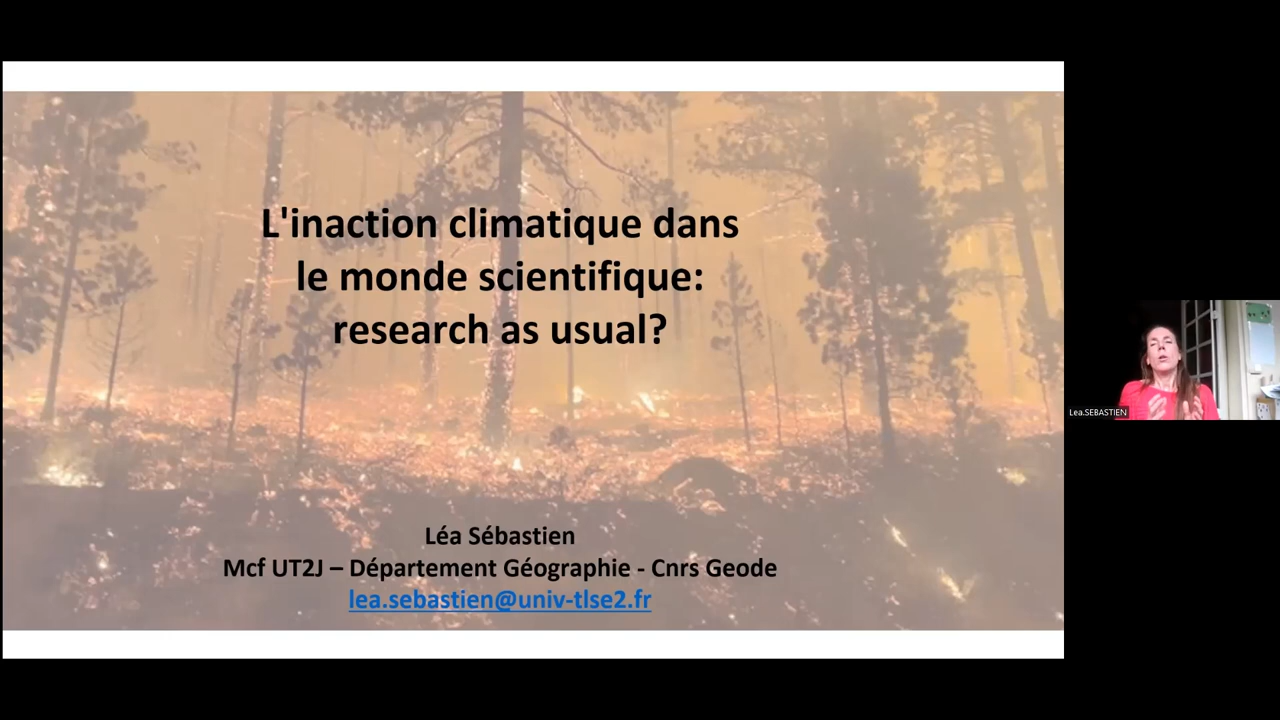 L'inaction climatique dans
le monde scientifique:
research as usual?
Léa Sébastien
Mcf UT2J – Département Géographie - Cnrs Geode
lea.sebastien@univ-tlse2.fr
Lea.SEBASTIEN